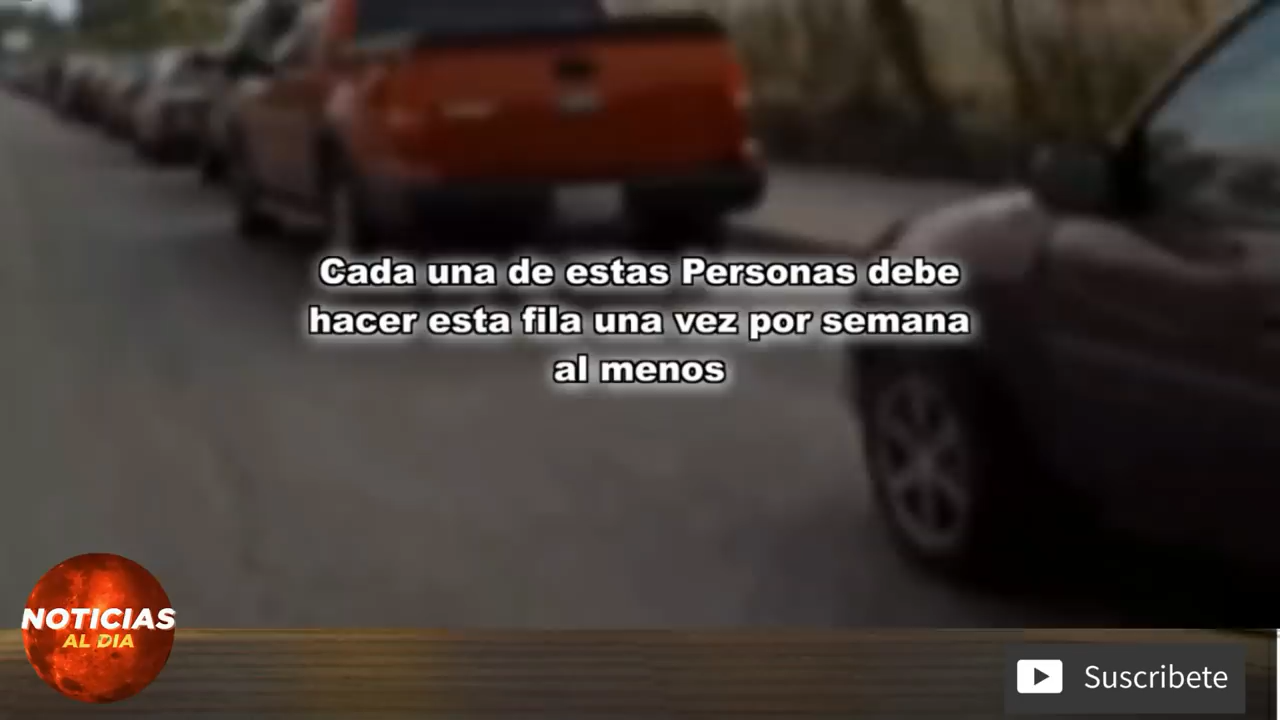 Cada una de estas Personas debe
hacer esta fila una vez por semana
al menos
NOTICIAS
AL DIA
Suscribete